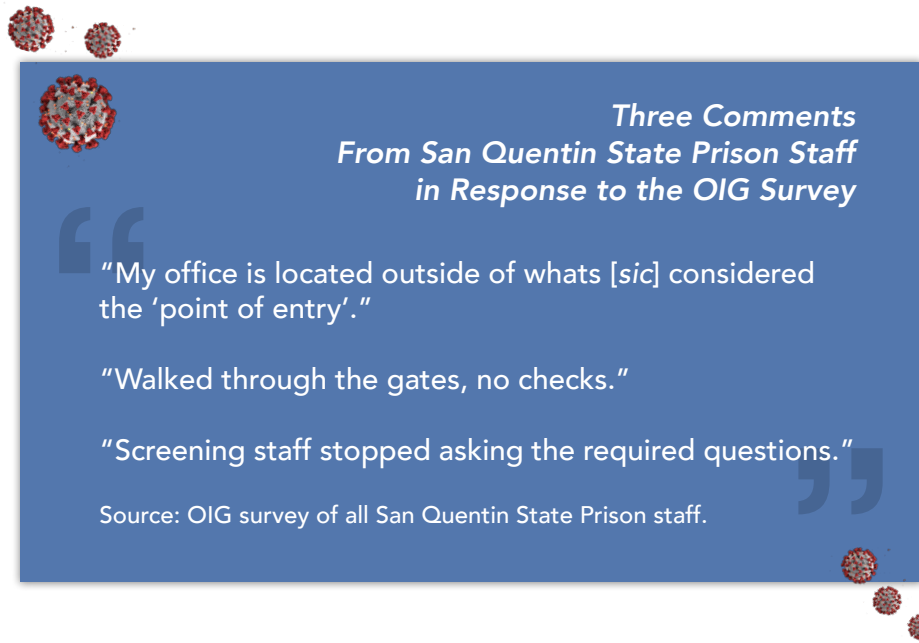 Three Comments
From San Quentin State Prison Staff
in Response to the OIG Survey
“My office is located outside of whats [sic] considered
the ‘point of entry’.”
“Walked through the gates, no checks.”
“Screening staff stopped asking the required questions.”
Source: OIG survey of all San Quentin State Prison staff.